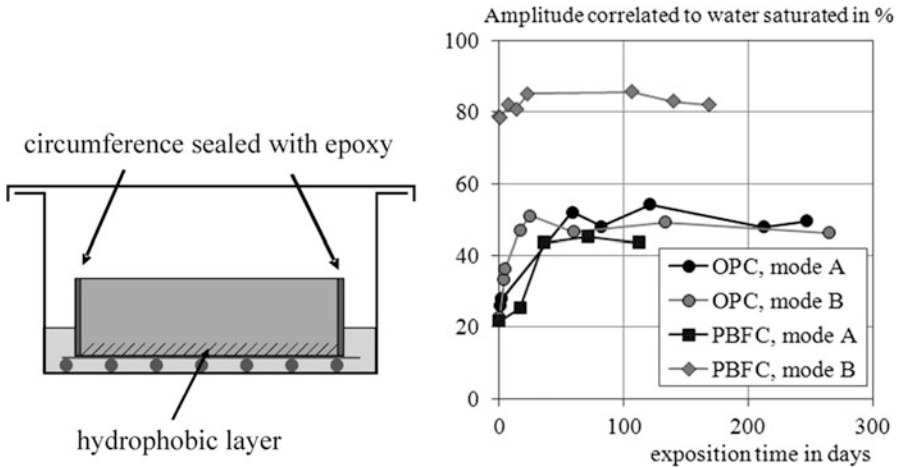 circumference sealed with epoxy
hydrophobic layer
Amplitude correlated to water saturated in %
100
80
60
40
20
0
OPC, mode A
OPC, mode B
PBFC, mode A
PBFC, mode B
0 100 200 300
exposition time in days